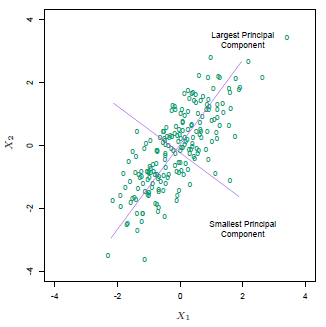 4
Largest Principal
Component
2
X2
0
-2
Smallest Principal
Component
-4
-4 -2 0 2 4
X1